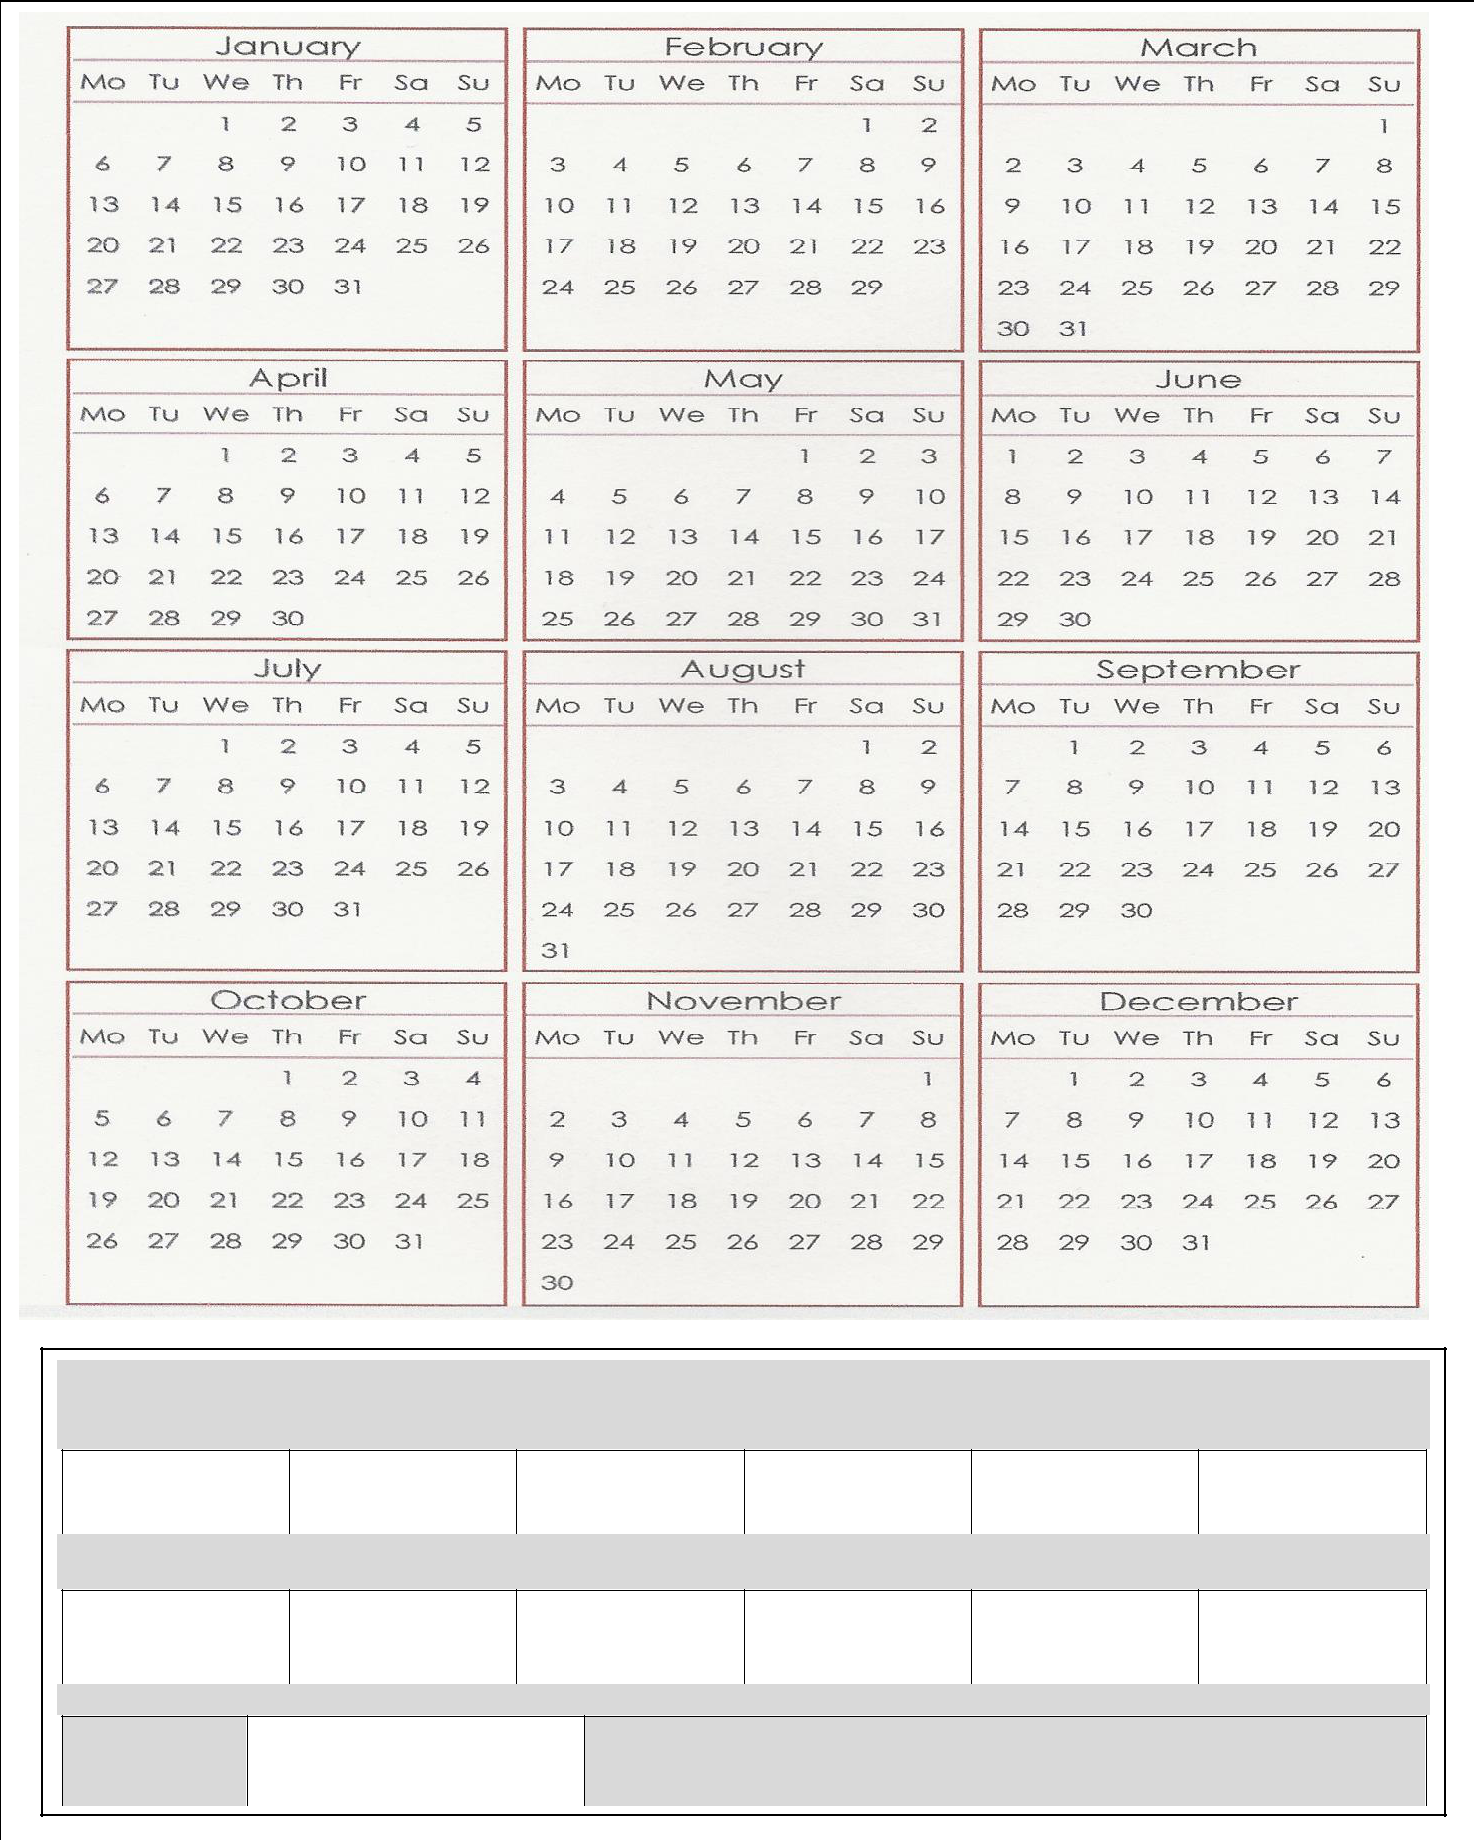 January
Mo Tu We Th Fr Sa Su
1 2 3 4 5
6 7 8 9 10 11 12
13 14 15 16 17 18 19
20 21 22 23 24 25 26
27 28 29 30 31
February
Mo Tu We Th Fr Sa Su
1 2
3 4 5 6 7 8 9
10 11 12 13 14 15 16
17 18 19 20 21 22 23
24 25 26 27 28 29
March
Mo Tu We Th Fr Sa Su
1
2 3 4 5 6 7 8
9 10 11 12 13 14 15
16 17 18 19 20 21 22
23 24 25 26 27 28 29
30 31
April
Mo Tu We Th Fr Sa Su
1 2 3 4 5
6 7 8 9 10 11 12
13 14 15 16 17 18 19
20 21 22 23 24 25 26
27 28 29 30
May
Mo Tu We Th Fr Sa Su
1 2 3
4 5 6 7 8 9 10
11 12 13 14 15 16 17
18 19 20 21 22 23 24
25 26 27 28 29 30 31
June
Mo Tu We Th Fr Sa Su
1 2 3 4 5 6 7
8 9 10 11 12 13 14
15 16 17 18 19 20 21
22 23 24 25 26 27 28
29 30
July
Mo Tu We Th Fr Sa Su
1 2 3 4 5
6 7 8 9 10 11 12
13 14 15 16 17 18 19
20 21 22 23 24 25 26
27 28 29 30 31
August
Mo Tu We Th Fr Sa Su
1 2
3 4 5 6 7 8 9
10 11 12 13 14 15 16
17 18 19 20 21 22 23
24 25 26 27 28 29 30
31
September
Mo Tu We Th Fr Sa Su
1 2 3 4 5 6
7 8 9 10 11 12 13
14 15 16 17 18 19 20
21 22 23 24 25 26 27
28 29 30
October
Mo Tu We Th Fr Sa Su
1 2 3 4
5 6 7 8 9 10 11
12 13 14 15 16 17 18
19 20 21 22 23 24 25
26 27 28 29 30 31
November
Mo Tu We Th Fr Sa Su
1
2 3 4 5 6 7 8
9 10 11 12 13 14 15
16 17 18 19 20 21 22
23 24 25 26 27 28 29
30
December
Mo Tu We Th Fr Sa Su
1 2 3 4 5 6
7 8 9 10 11 12 13
14 15 16 17 18 19 20
21 22 23 24 25 26 27
28 29 30 31